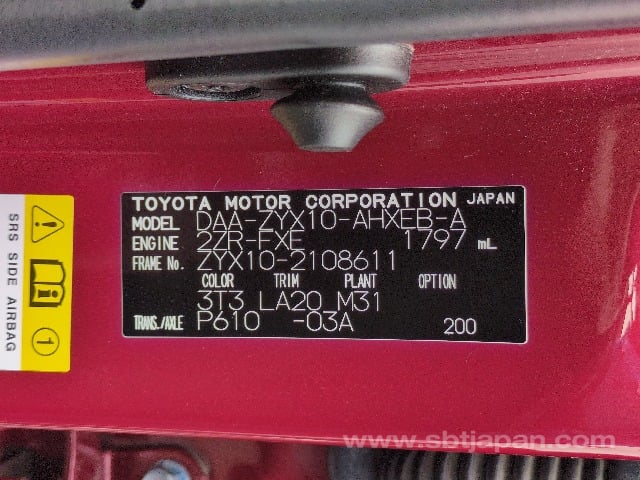 TOYOTA MOTOR CORPORATION JAPAN
MODEL DAA-ZYX10-AHXEB-A
ENGINE 2ZR-FXE 1797 mL
FRAME No. ZYX10-2108611
COLOR TRIM PLANT OPTION
3T3 LA20 M31
TRANS./AXLE P610 -03A 200
SRS SIDE AIRBAG
1
www.sbtjapan.com